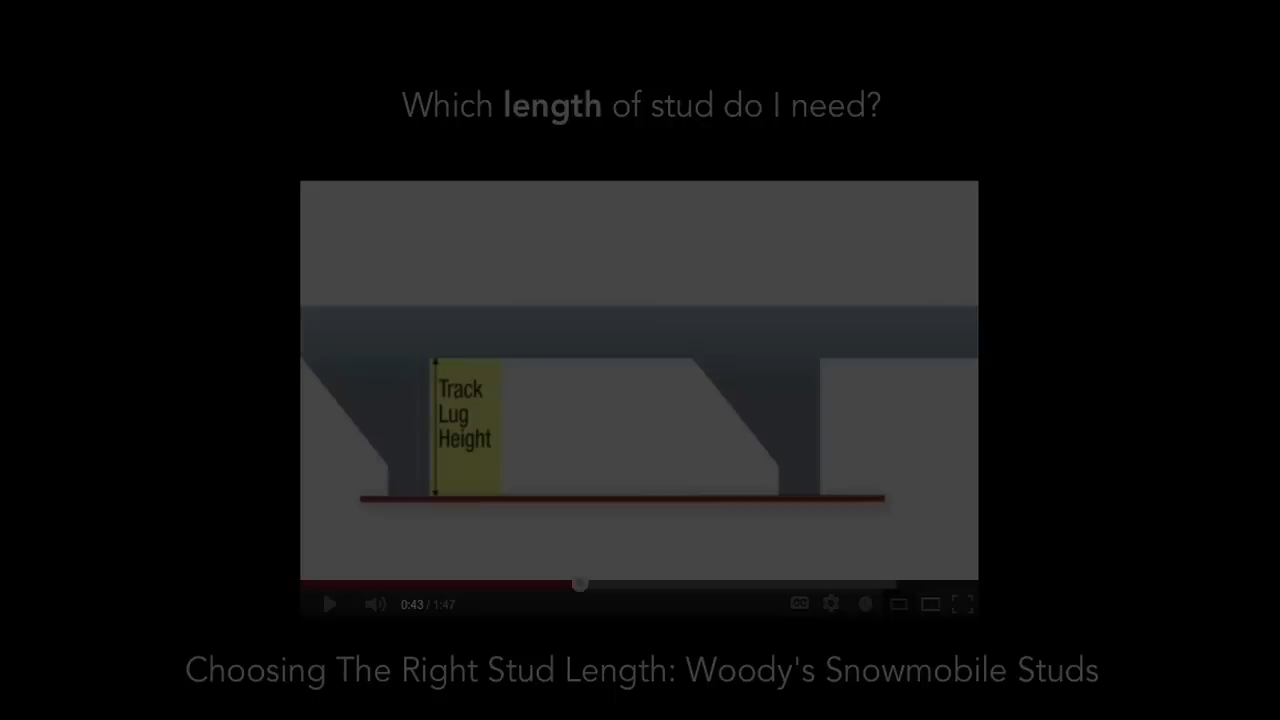 Which length of stud do I need?
Track
Lug
Height
0:43 / 1:47
CC
Choosing The Right Stud Length: Woody's Snowmobile Studs